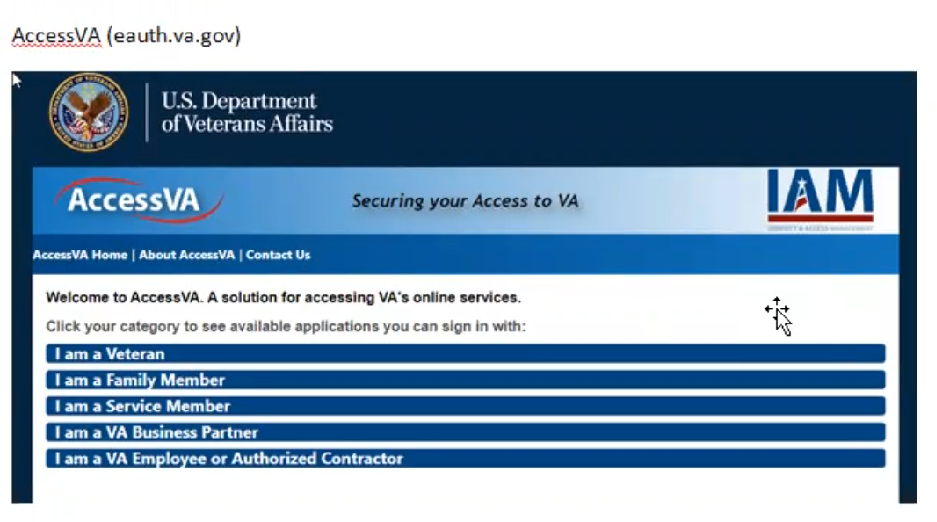 AccessVA (eauth.va.gov)
U.S. Department
of Veterans Affairs
AccessVA
Securing your Access to VA
IAM
IDENTITY & ACCESS MANAGEMENT
AccessVA Home | About AccessVA | Contact Us
Welcome to AccessVA. A solution for accessing VA's online services.
Click your category to see available applications you can sign in with:
I am a Veteran
I am a Family Member
I am a Service Member
I am a VA Business Partner
I am a VA Employee or Authorized Contractor